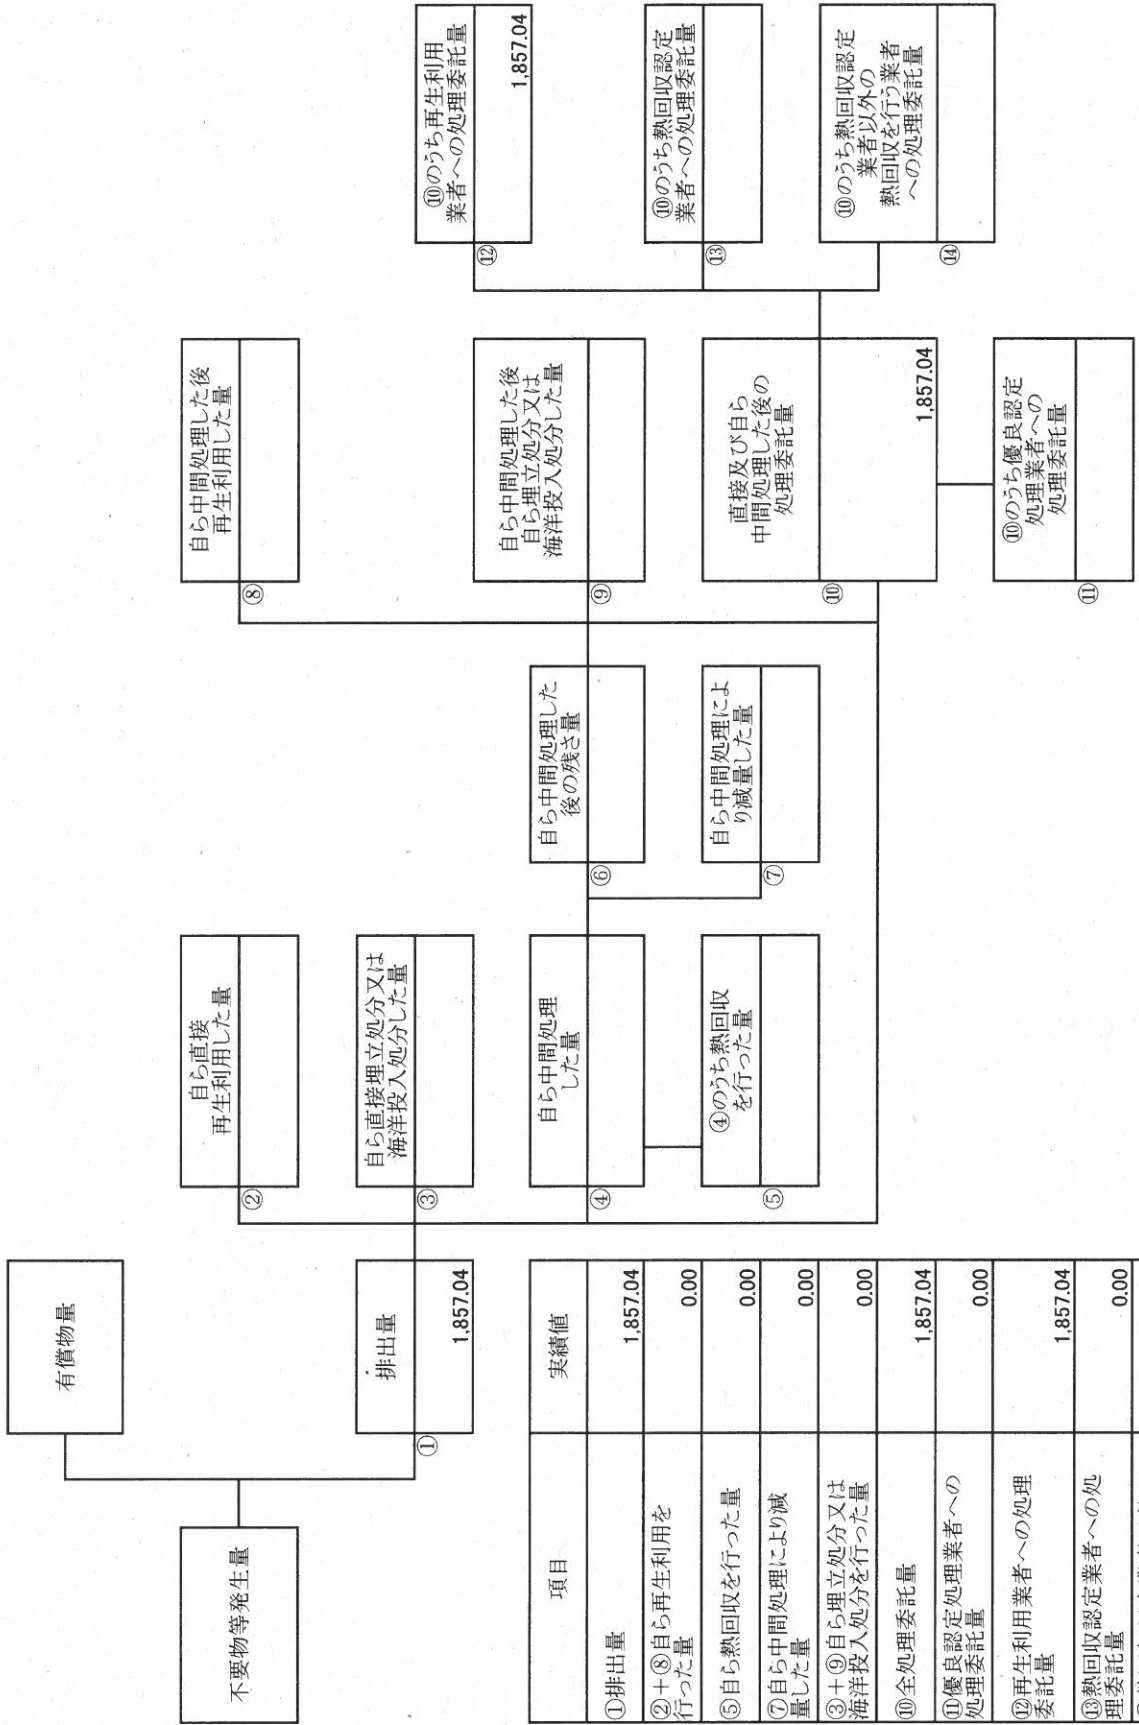 不要物等発生量
有償物量
排出量
①
1,857.04
自ら直接
再生利用した量
②
自ら直接埋立処分又は
海洋投入処分した量
③
自ら中間処理
した量
④
④のうち熱回収
を行った量
⑤
自ら中間処理した
後の残さ量
⑥
自ら中間処理によ
り減量した量
⑦
自ら中間処理した後
再生利用した量
⑧
自ら中間処理した後
自ら埋立処分又は
海洋投入処分した量
⑨
直接及び自ら
中間処理した後の
処理委託量
⑩
1,857.04
⑩のうち優良認定
処理業者への
処理委託量
⑪
⑩のうち再生利用
業者への処理委託量
⑫
1,857.04
⑩のうち熱回収認定
業者への処理委託量
⑬
⑩のうち熱回収認定
業者以外の
熱回収を行う業者
への処理委託量
⑭
項目 実績値
①排出量 1,857.04
②+⑧自ら再生利用を
行った量 0.00
⑤自ら熱回収を行った量 0.00
⑦自ら中間処理により減
量した量 0.00
③+⑨自ら埋立処分又は
海洋投入処分を行った量 0.00
⑩全処理委託量 1,857.04
⑪優良認定処理業者への
処理委託量 0.00
⑫再生利用業者への処理
委託量 1,857.04
⑬熱回収認定業者への処
理委託量 0.00